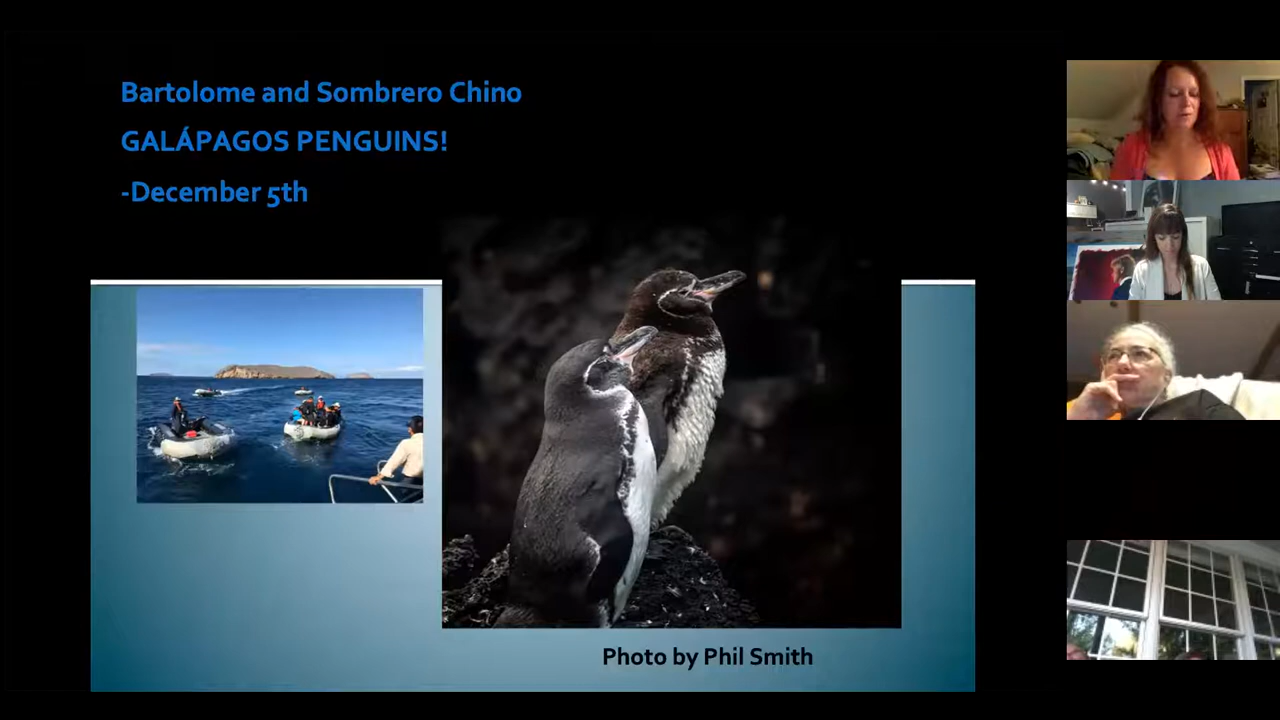 Bartolome and Sombrero Chino
GALÁPAGOS PENGUINS!
-December 5th
Photo by Phil Smith